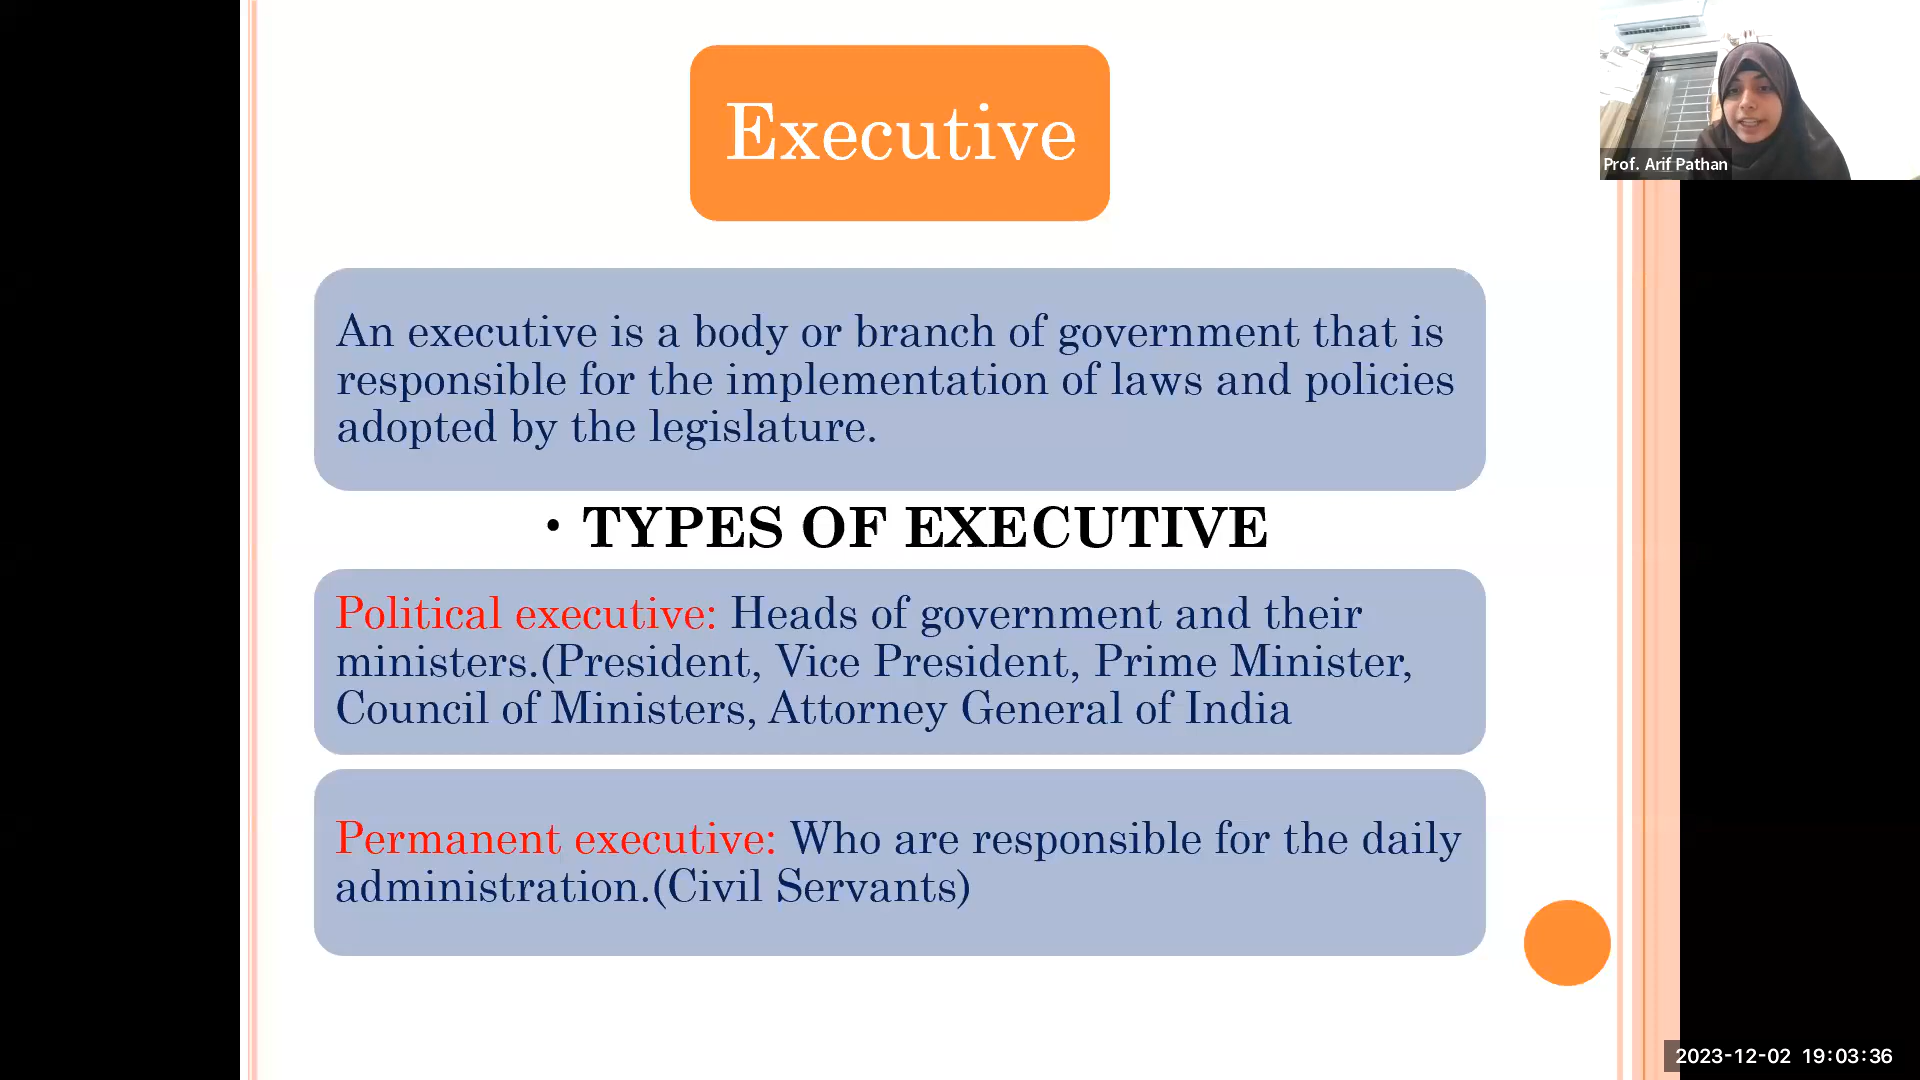 Executive
Prof. Arif Pathan
An executive is a body or branch of government that is
responsible for the implementation of laws and policies
adopted by the legislature.
• TYPES OF EXECUTIVE
Political executive: Heads of government and their
ministers.(President, Vice President, Prime Minister,
Council of Ministers, Attorney General of India
Permanent executive: Who are responsible for the daily
administration.(Civil Servants)
2023-12-02 19:03:36